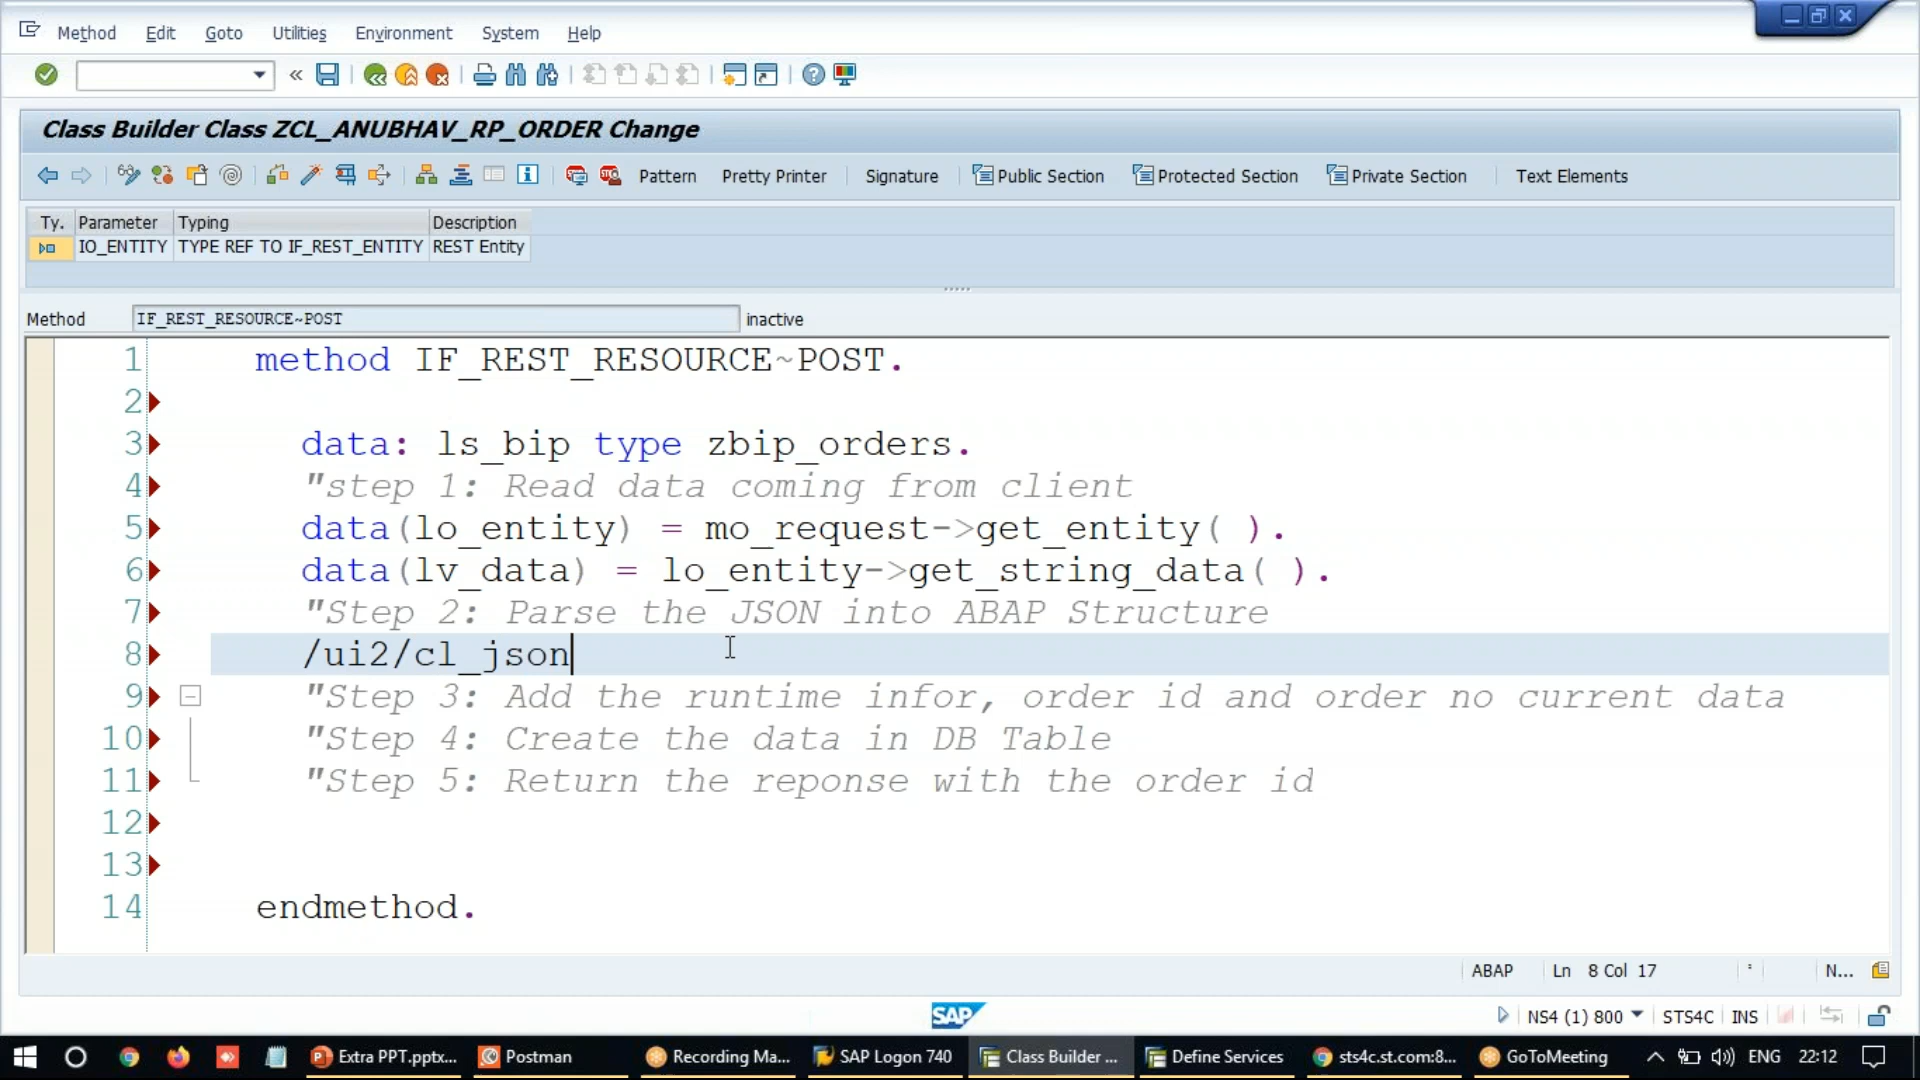 Method Edit Goto Utilities Environment System Help
Class Builder Class ZCL_ANUBHAV_RP_ORDER Change
Pattern Pretty Printer Signature Public Section Protected Section Private Section Text Elements
Ty. Parameter Typing Description
IO_ENTITY TYPE REF TO IF_REST_ENTITY REST Entity
Method IF_REST_RESOURCE~POST inactive
1 method IF_REST_RESOURCE~POST.
2
3 data: ls_bip type zbip_orders.
4 "step 1: Read data coming from client
5 data(lo_entity) = mo_request->get_entity( ).
6 data(lv_data) = lo_entity->get_string_data( ).
7 "Step 2: Parse the JSON into ABAP Structure
8 /ui2/cl_json
9 "Step 3: Add the runtime infor, order id and order no current data
10 "Step 4: Create the data in DB Table
11 "Step 5: Return the reponse with the order id
12
13
14 endmethod.
ABAP Ln 8 Col 17 N...
SAP NS4 (1) 800 STS4C INS
Extra PPT.pptx... Postman Recording Ma... SAP Logon 740 Class Builder ... Define Services sts4c.st.com:8... GoToMeeting ENG 22:12